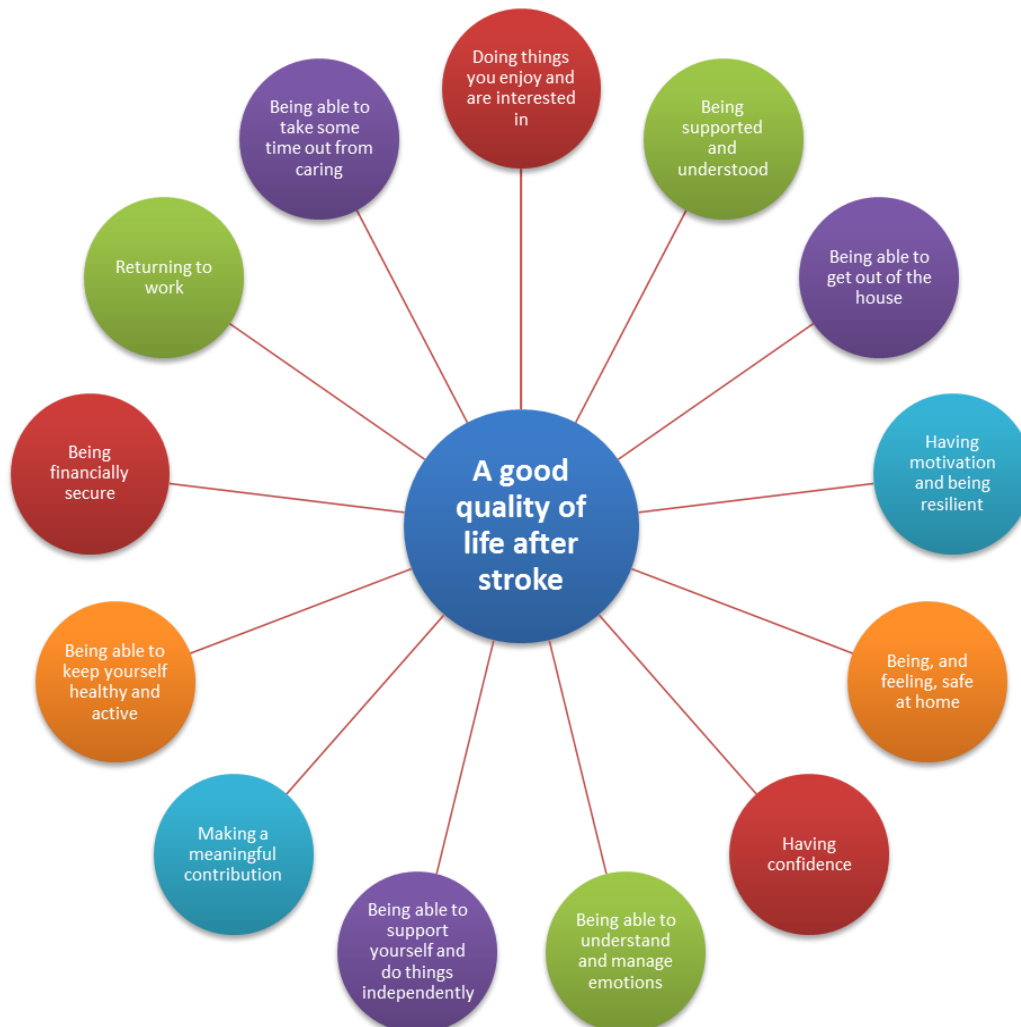 Doing things
you enjoy and
are interested
in
Being
supported
and
understood
Being able to
get out of the
house
Having
motivation
and being
resilient
Being, and
feeling, safe
at home
Having
confidence
Being able to
understand
and manage
emotions
Being able to
support
yourself and
do things
independently
Making a
meaningful
contribution
Being able to
keep yourself
healthy and
active
Being
financially
secure
Returning to
work
Being able to
take some
time out from
caring
A good
quality of
life after
stroke